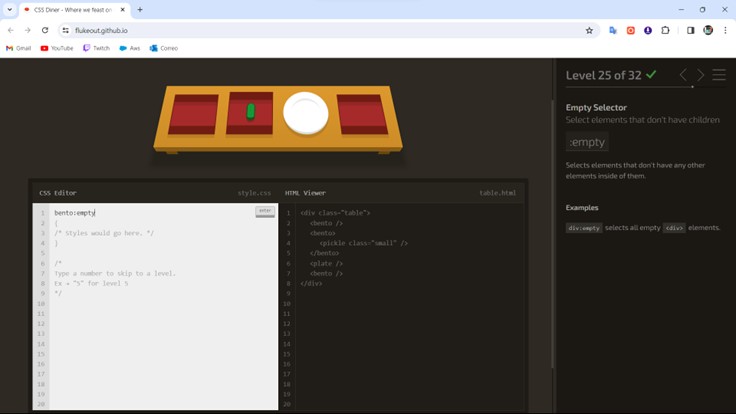 CSS Diner - Where we feast on
flukeout.github.io
Gmail
YouTube
Twitch
Aws
Correo
CSS Editor
style.css
1 bento:empty
enter
2 {
3 /* Styles would go here. */
4 }
5
6 /*
7 Type a number to skip to a level.
8 Ex → "5" for level 5
9 */
10
11
12
13
14
15
16
17
18
19
20
HTML Viewer
table.html
1 <div class="table">
2 <bento />
3 <bento>
4 <pickle class="small" />
5 </bento>
6 <plate />
7 <bento />
8 </div>
9
10
11
12
13
14
15
16
17
18
19
20
Level 25 of 32
Empty Selector
Select elements that don't have children
:empty
Selects elements that don't have any other
elements inside of them.
Examples
div:empty selects all empty <div> elements.